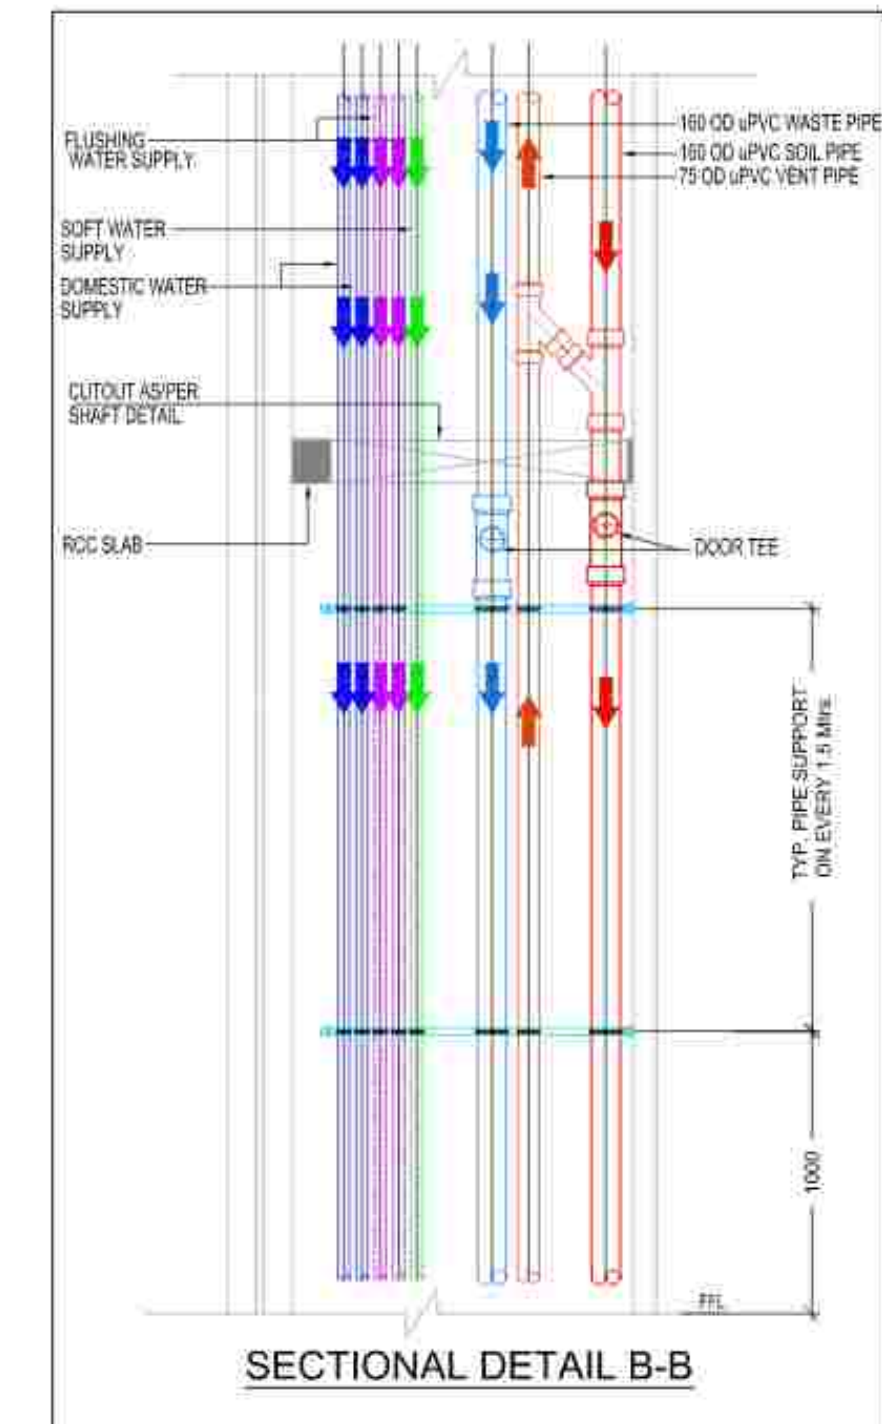 FLUSHING
WATER SUPPLY
SOFT WATER
SUPPLY
DOMESTIC WATER
SUPPLY
CUTOUT AS/PER
SHAFT DETAIL
RCC SLAB
160 OD uPVC WASTE PIPE
160 OD uPVC SOIL PIPE
75 OD uPVC VENT PIPE
DOOR TEE
TYP. PIPE SUPPORT
ON EVERY 1.5 Mtrs.
1000
FFL
SECTIONAL DETAIL B-B